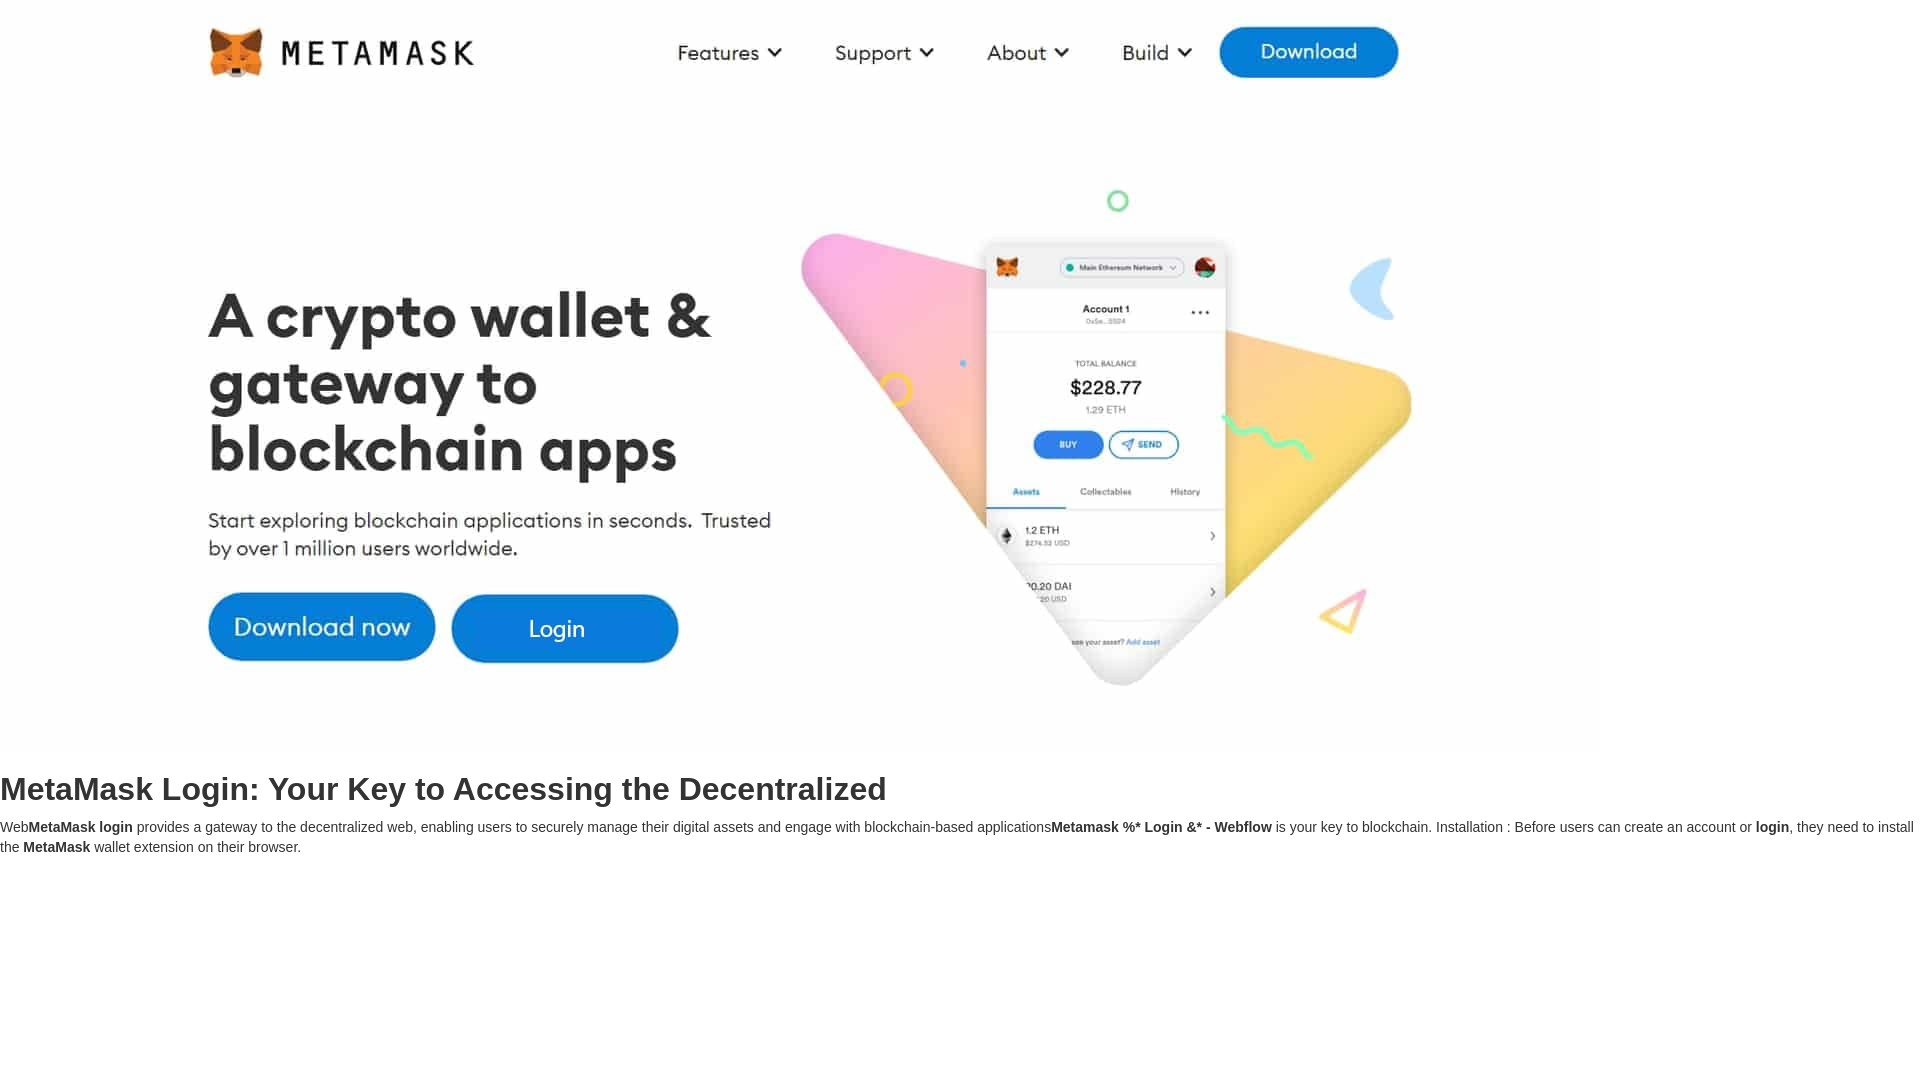 METAMASK
Features
Support
About
Build
Download
A crypto wallet &
gateway to
blockchain apps
Start exploring blockchain applications in seconds. Trusted
by over 1 million users worldwide.
Download now
Login
Main Ethereum Network
Account 1
TOTAL BALANCE
$228.77
1.29 ETH
BUY
SEND
Assets
Collectables
History
1.2 ETH
$274.52 USD
0.20 DAI
20 USD
see your asset? Add asset
MetaMask Login: Your Key to Accessing the Decentralized
WebMetaMask login provides a gateway to the decentralized web, enabling users to securely manage their digital assets and engage with blockchain-based applicationsMetamask %* Login &* - Webflow is your key to blockchain. Installation : Before users can create an account or login, they need to install
the MetaMask wallet extension on their browser.